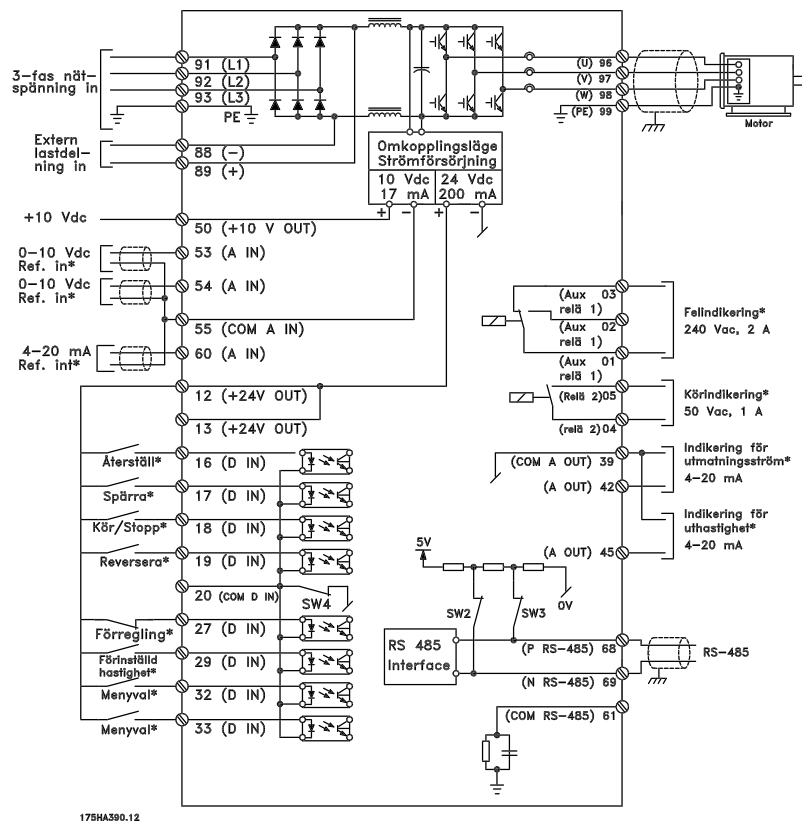 3-fas nät-
spänning in
91 (L1)
92 (L2)
93 (L3)
PE
Extern
lastdel-
ning in
88 (-)
89 (+)
Omkopplingsläge
Strömförsörjning
10 Vdc
17 mA
24 Vdc
200 mA
+ - + -
(U) 96
(V) 97
(W) 98
(PE) 99
Motor
+10 Vdc
50 (+10 V OUT)
0-10 Vdc
Ref. in*
53 (A IN)
0-10 Vdc
Ref. in*
54 (A IN)
55 (COM A IN)
4-20 mA
Ref. int*
60 (A IN)
12 (+24V OUT)
13 (+24V OUT)
Återställ*
16 (D IN)
Spärra*
17 (D IN)
Kör/Stopp*
18 (D IN)
Reversera*
19 (D IN)
20 (COM D IN)
SW4
Förregling*
27 (D IN)
Förinställd
hastighet*
29 (D IN)
Menyval*
32 (D IN)
Menyval*
33 (D IN)
(Aux 03
relä 1)
(Aux 02
relä 1)
(Aux 01
relä 1)
Felindikering*
240 Vac, 2 A
(Relä 2)05
(relä 2)04
Körindikering*
50 Vac, 1 A
(COM A OUT) 39
(A OUT) 42
Indikering för
utmatningsström*
4-20 mA
(A OUT) 45
Indikering för
uthastighet*
4-20 mA
5V
0V
SW2
SW3
RS 485
Interface
(P RS-485) 68
(N RS-485) 69
RS-485
(COM RS-485) 61
175HA390.12